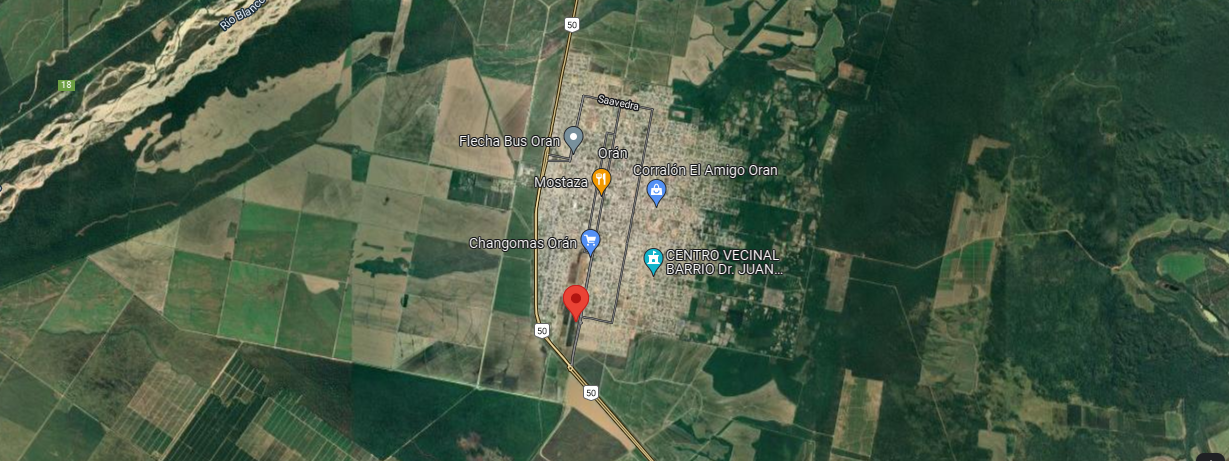 50
Rio Blanco
18
Saavedra
Flecha Bus Oran
Orán
Mostaza
Corralón El Amigo Oran
Changomas Orán
CENTRO VECINAL
BARRIO Dr. JUAN...
50
50